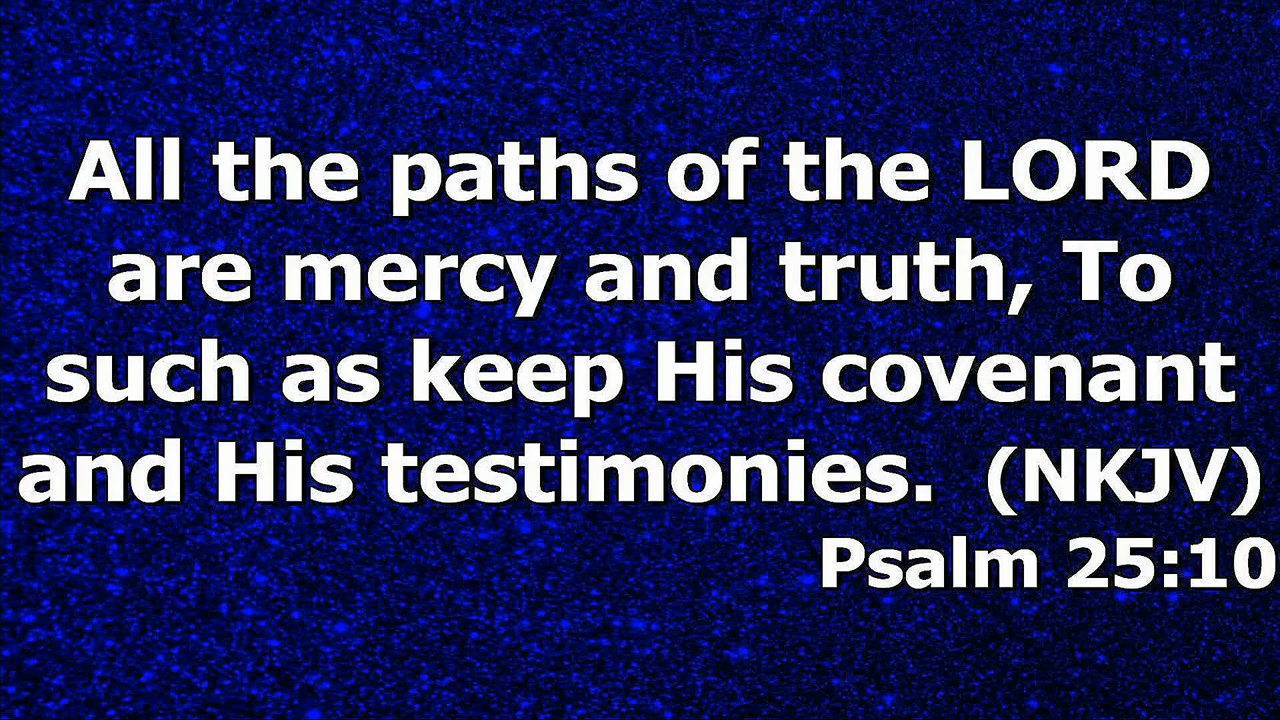 All the paths of the LORD
are mercy and truth, To
such as keep His covenant
and His testimonies.  (NKJV)
Psalm 25:10